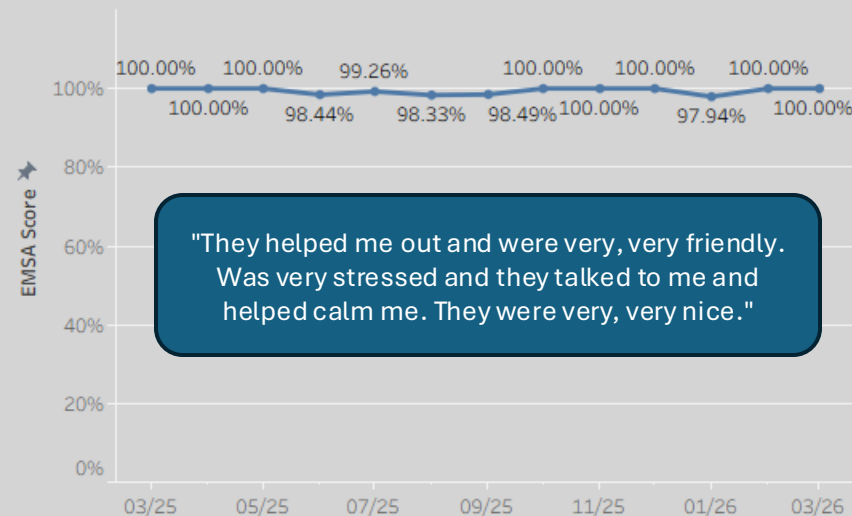 100.00% 100.00% 99.26% 100.00% 100.00% 100.00%
100.00% 98.44% 98.33% 98.49% 100.00% 97.94% 100.00%
100%
80%
60%
40%
20%
0%
EMSA Score
"They helped me out and were very, very friendly.
Was very stressed and they talked to me and
helped calm me. They were very, very nice."
03/25 05/25 07/25 09/25 11/25 01/26 03/26